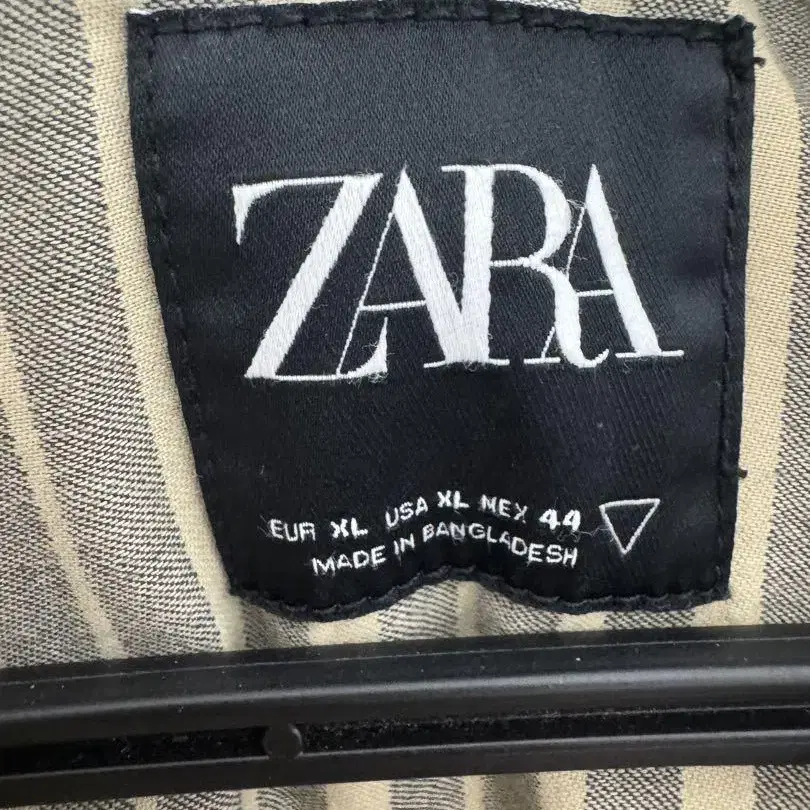 ZARA
EUR XL USA XL MEX 44
MADE IN BANGLADESH